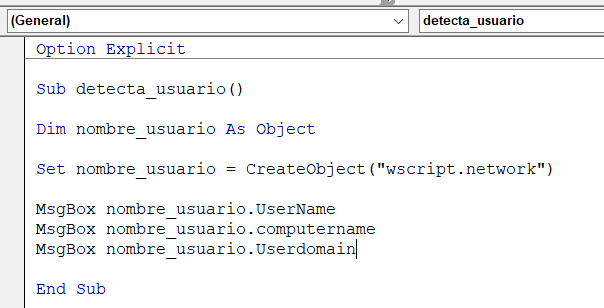 (General)
detecta_usuario
Option Explicit
Sub detecta_usuario()
Dim nombre_usuario As Object
Set nombre_usuario = CreateObject("wscript.network")
MsgBox nombre_usuario.UserName
MsgBox nombre_usuario.computername
MsgBox nombre_usuario.Userdomain
End Sub